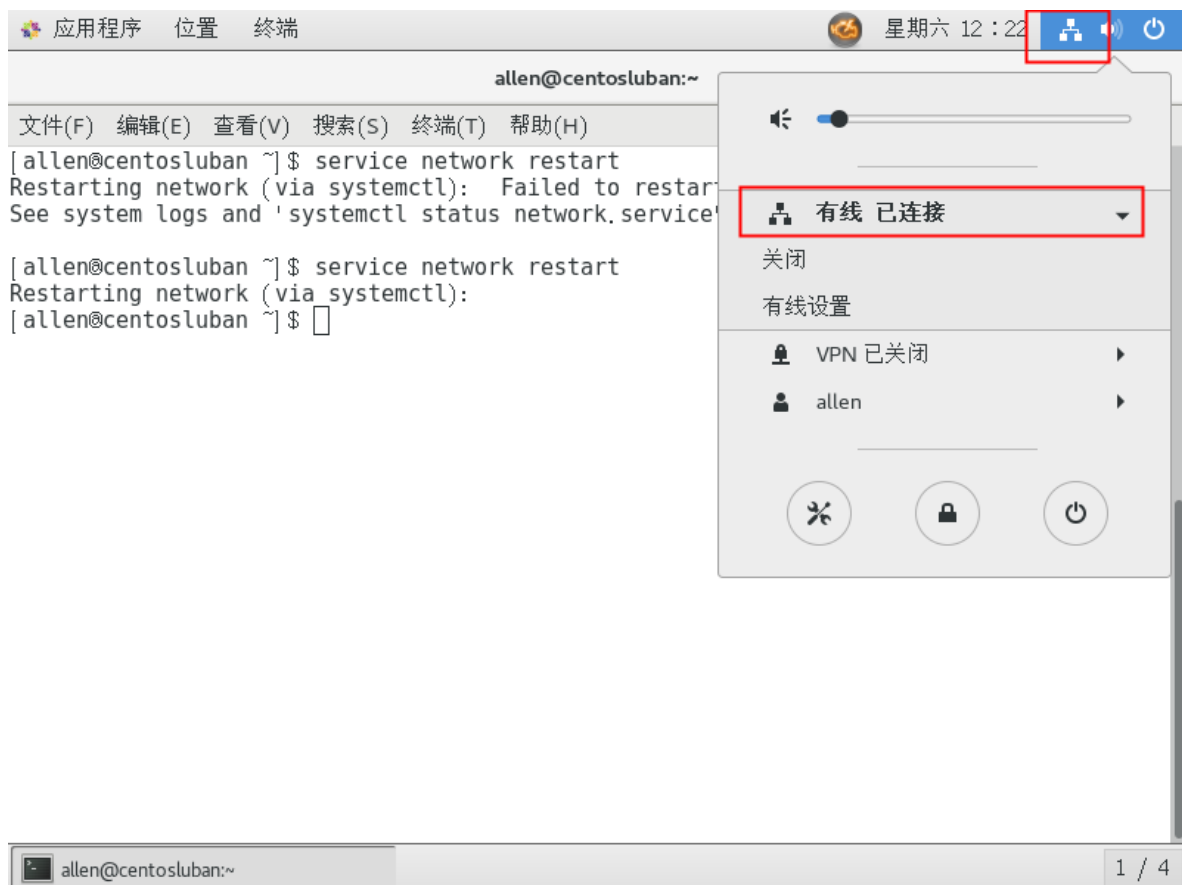 应用程序 位置 终端 星期六 12：22
allen@centosluban:~
文件(F) 编辑(E) 查看(V) 搜索(S) 终端(T) 帮助(H)
[allen@centosluban ~]$ service network restart
Restarting network (via systemctl): Failed to restar
See system logs and 'systemctl status network.service'
[allen@centosluban ~]$ service network restart
Restarting network (via systemctl):
[allen@centosluban ~]$
有线 已连接
关闭
有线设置
VPN 已关闭
allen
allen@centosluban:~
1 / 4